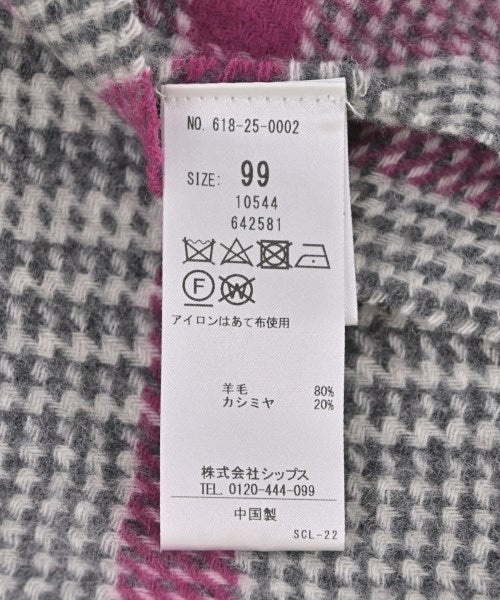 NO. 618-25-0002
SIZE: 99
10544
642581
F W
アイロンはあて布使用
羊毛 80%
カシミヤ 20%
株式会社シップス
TEL. 0120-444-099
中国製
SCL-22